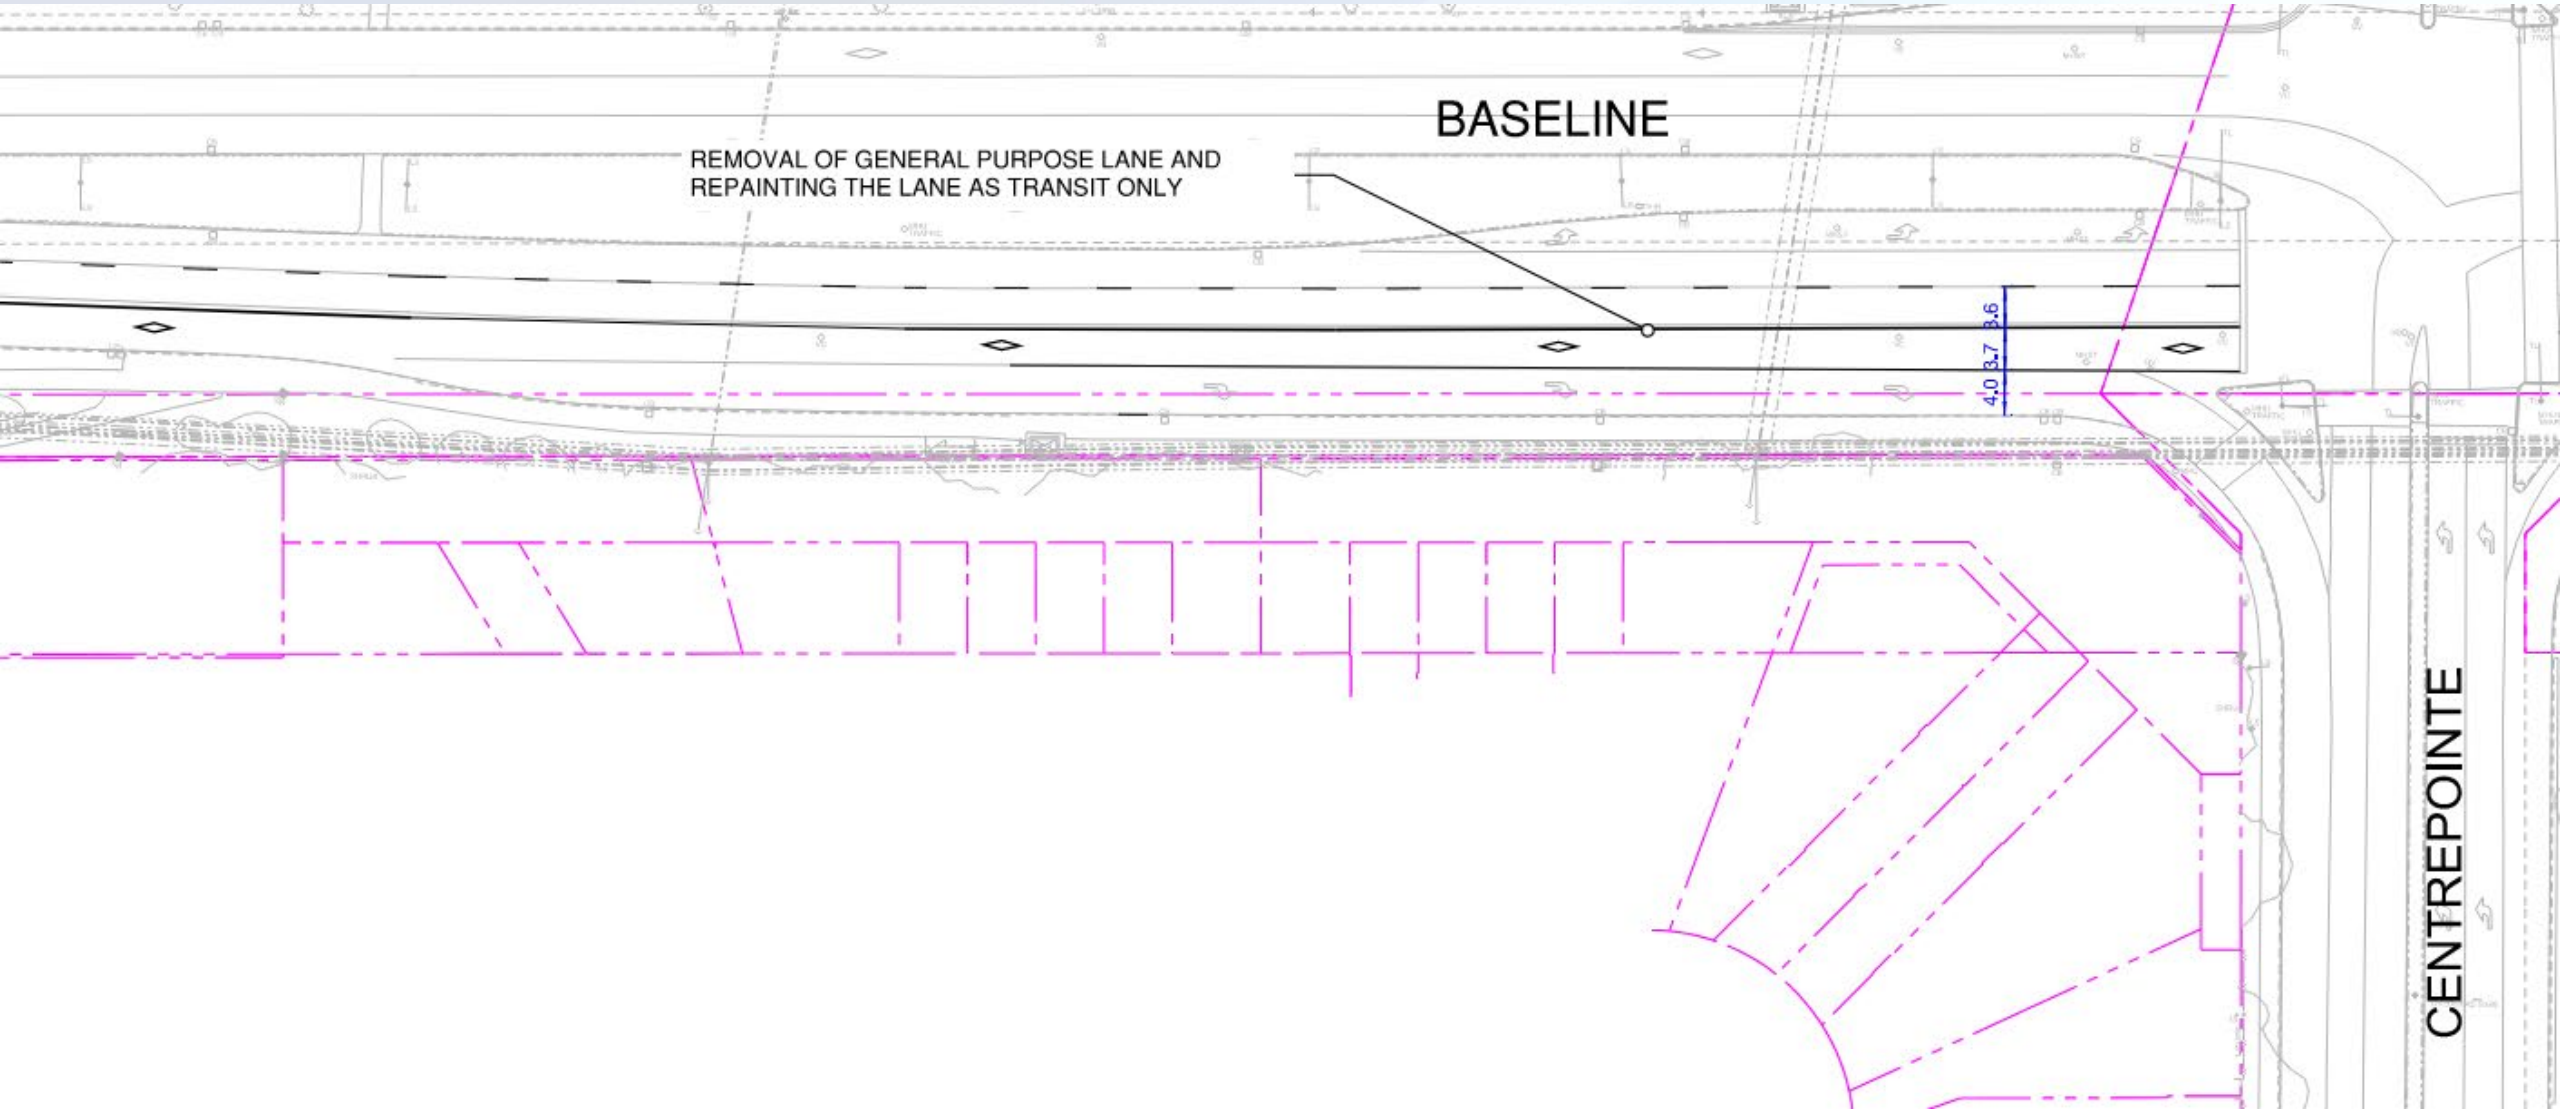 BASELINE
REMOVAL OF GENERAL PURPOSE LANE AND
REPAINTING THE LANE AS TRANSIT ONLY
3.6
3.7
4.0
CENTREPOINTE